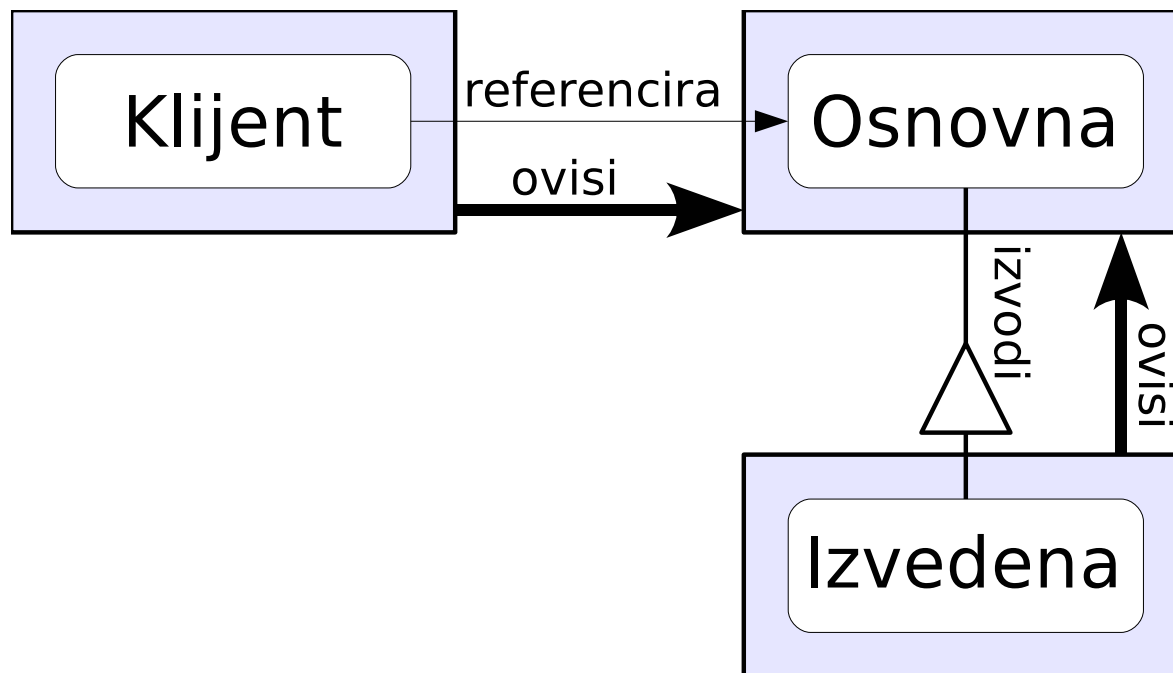 Klijent
referencira
Osnovna
ovisi
izvodi
ovisi
Izvedena